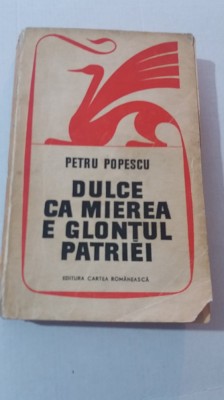 PETRU POPESCU
DULCE
CA MIEREA
E GLONȚUL
PATRIEI
EDITURA CARTEA ROMÂNEASCĂ